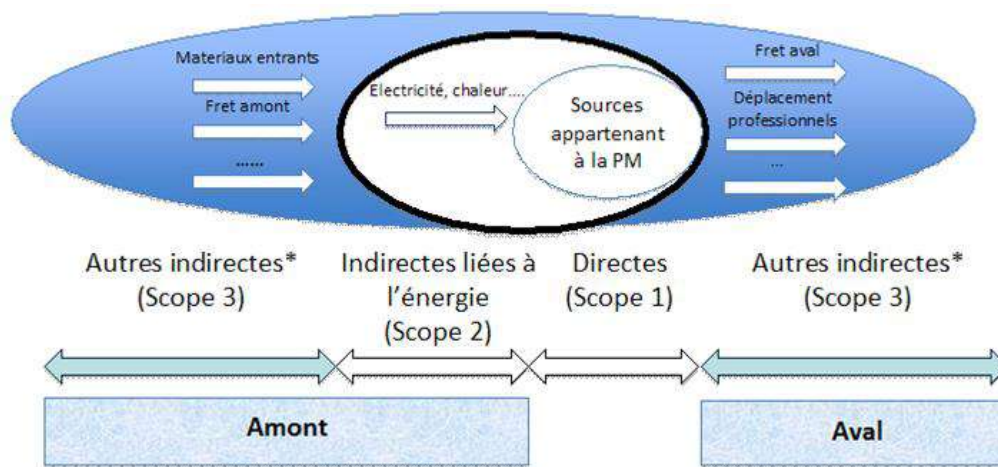 Materiaux entrants
Fret amont
......
Electricité, chaleur....
Sources
appartenant
à la PM
Fret aval
Déplacement
professionnels
...
Autres indirectes*
(Scope 3)
Indirectes liées à
l'énergie
(Scope 2)
Directes
(Scope 1)
Autres indirectes*
(Scope 3)
Amont
Aval